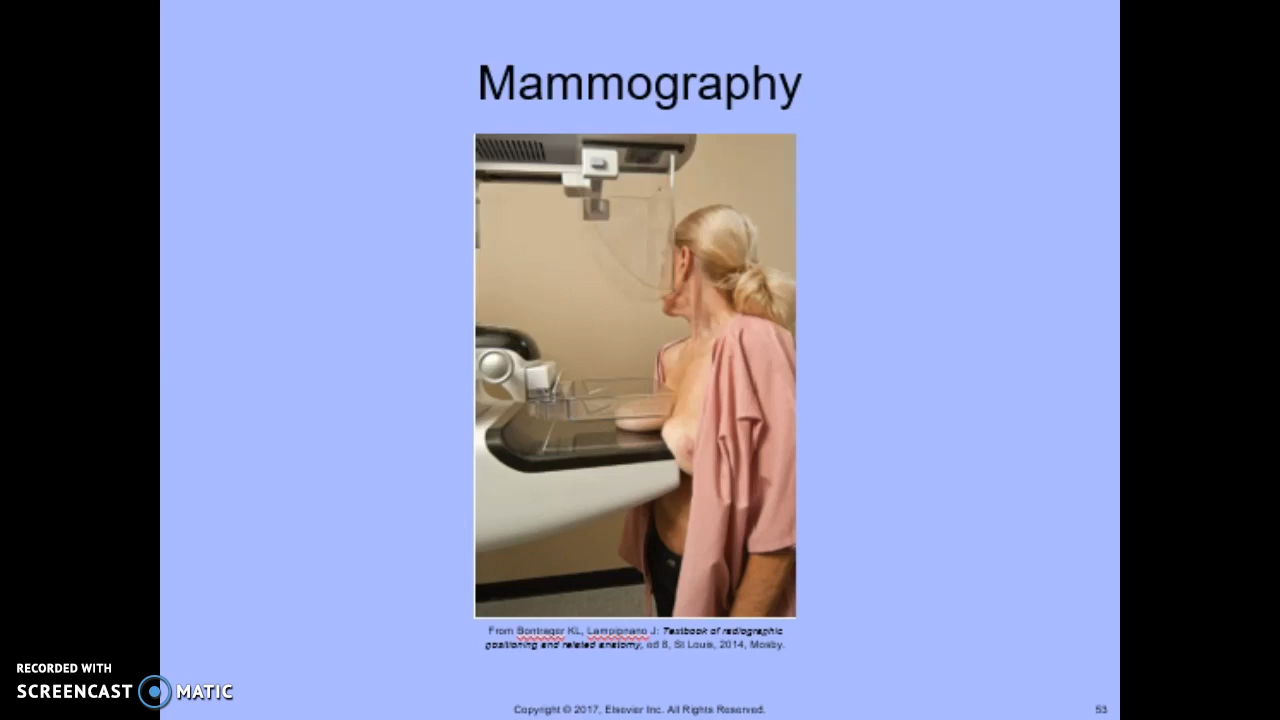 Mammography
From Bontrager KL, Lampignano J: Textbook of radiographic
positioning and related anatomy, ed 8, St Louis, 2014, Mosby.
RECORDED WITH
SCREENCAST MATIC
Copyright © 2017, Elsevier Inc. All Rights Reserved.
53